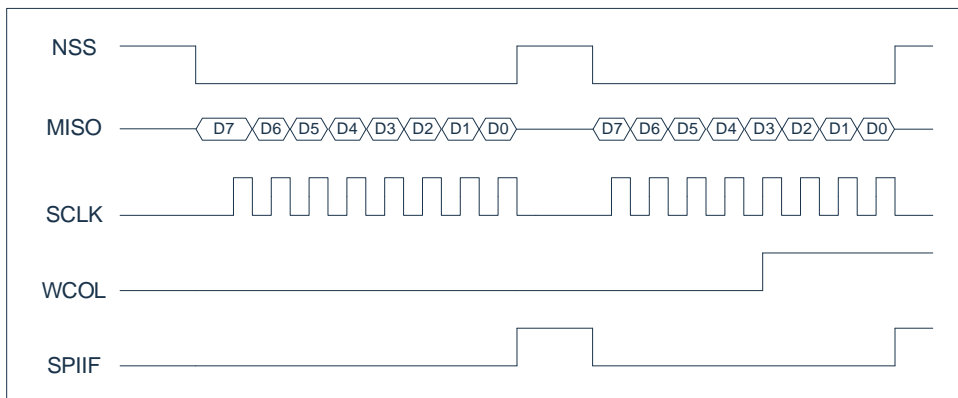 NSS
MISO D7 D6 D5 D4 D3 D2 D1 D0 D7 D6 D5 D4 D3 D2 D1 D0
SCLK
WCOL
SPIIF